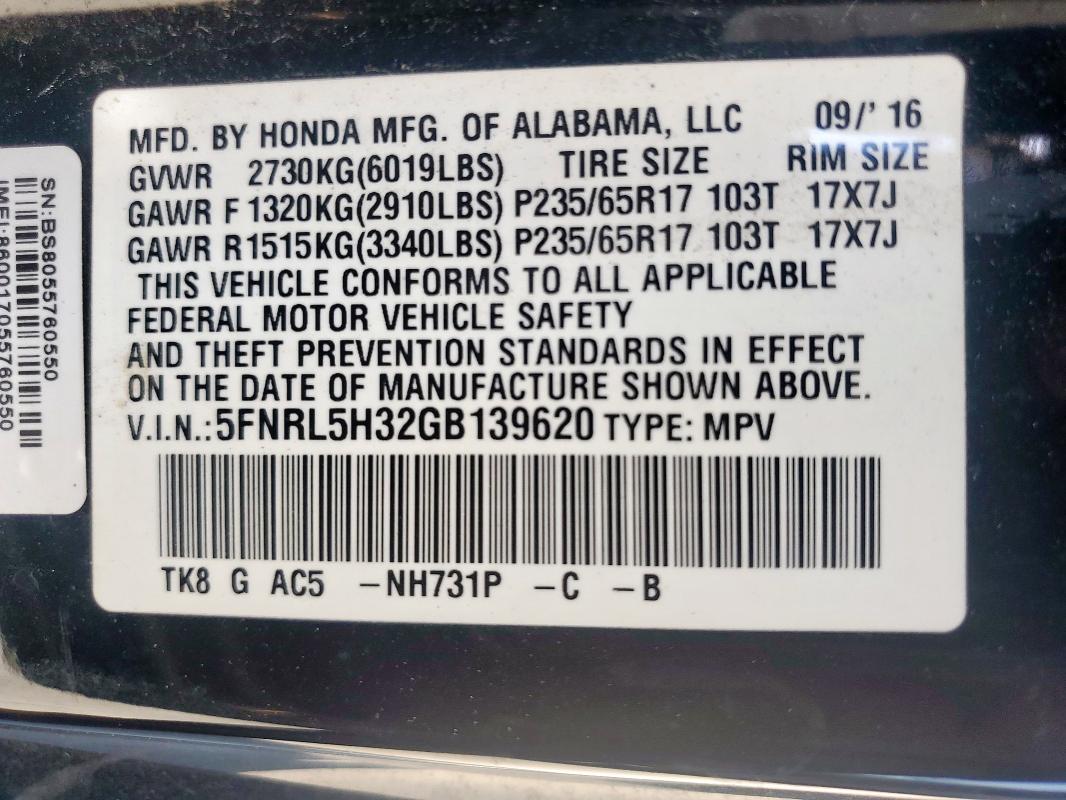 MFD. BY HONDA MFG. OF ALABAMA, LLC 09/' 16
GVWR 2730KG(6019LBS) TIRE SIZE RIM SIZE
GAWR F 1320KG(2910LBS) P235/65R17 103T 17X7J
GAWR R1515KG(3340LBS) P235/65R17 103T 17X7J
THIS VEHICLE CONFORMS TO ALL APPLICABLE
FEDERAL MOTOR VEHICLE SAFETY
AND THEFT PREVENTION STANDARDS IN EFFECT
ON THE DATE OF MANUFACTURE SHOWN ABOVE.
V.I.N.:5FNRL5H32GB139620 TYPE: MPV
TK8 G AC5 -NH731P -C -B
SN:BS8055760550
IMEI:860017055760550